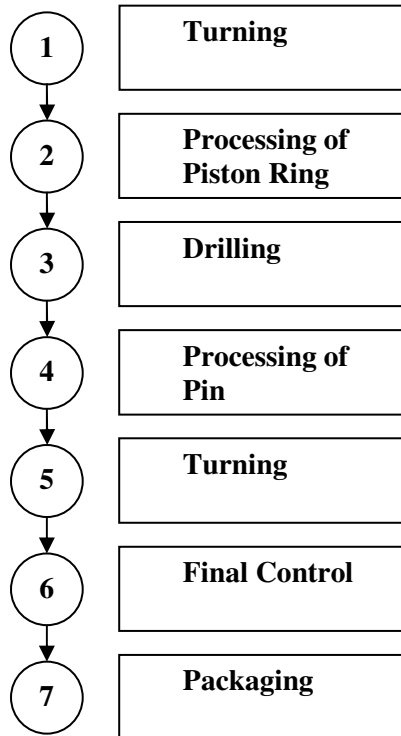 1
Turning
2
Processing of
Piston Ring
3
Drilling
4
Processing of
Pin
5
Turning
6
Final Control
7
Packaging